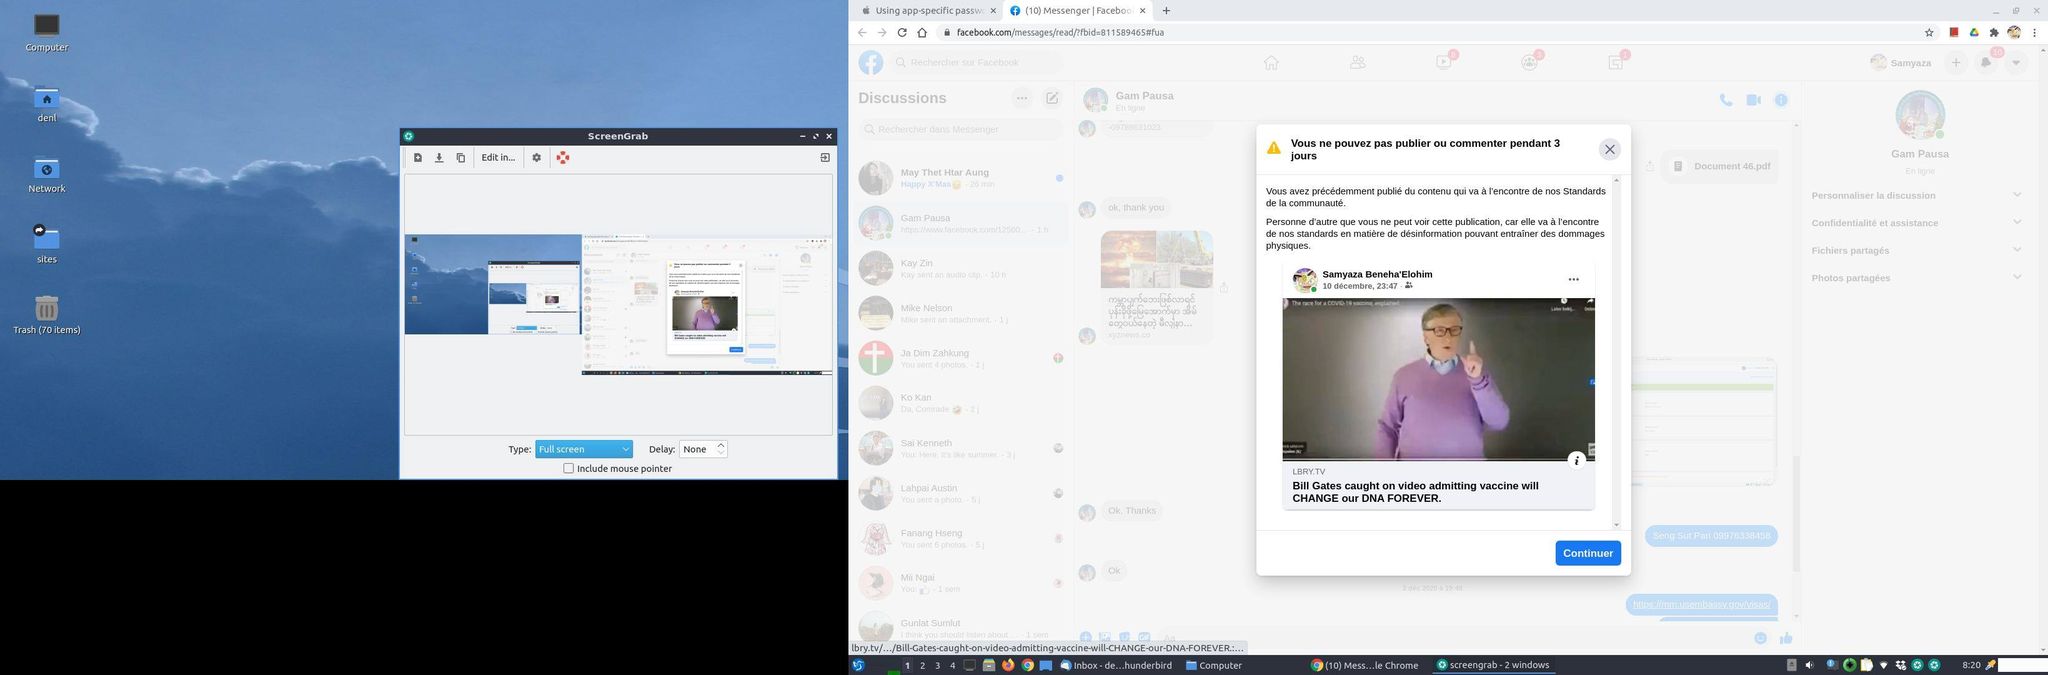 Computer
denl
Network
sites
Trash (70 items)
ScreenGrab
Edit in...
Type: Full screen
Delay: None
Include mouse pointer
Using app-specific passw
(10) Messenger | Faceboo
facebook.com/messages/read/?fbid=811589465#fua
Rechercher sur Facebook
Samyaza
Discussions
Rechercher dans Messenger
May Thet Htar Aung
Happy X'Mas - 26 min
Gam Pausa
https://www.facebook.com/12560... - 1 h
Kay Zin
Kay sent an audio clip. - 10 h
Mike Nelson
Mike sent an attachment. - 1 j
Ja Dim Zahkung
You sent 4 photos. - 1 j
Ko Kan
Da, Comrade - 2 j
Sai Kenneth
You: Here, it's like summer. - 3 j
Lahpai Austin
You sent a photo. - 5 j
Fanang Hseng
You sent 6 photos. - 5 j
Mii Ngai
You: - 1 sem
Gunlat Sumlut
I think you should listen about... - 1 sem
lbry.tv/.../Bill-Gates-caught-on-video-admitting-vaccine-will-CHANGE-our-DNA-FOREVER.:...
Gam Pausa
En ligne
-09789631023
ok, thank you
xyznews.co
Ok, Thanks
Ok
Document 46.pdf
Seng Sut Pan 09976338456
2 déc 2020 à 19:48
https://mm.usembassy.gov/visas/
Aa
Vous ne pouvez pas publier ou commenter pendant 3
jours
Vous avez précédemment publié du contenu qui va à l'encontre de nos Standards
de la communauté.
Personne d'autre que vous ne peut voir cette publication, car elle va à l'encontre
de nos standards en matière de désinformation pouvant entraîner des dommages
physiques.
Samyaza Beneha'Elohim
10 décembre, 23:47
The race for a COVID-19 vaccine, explained
LBRY.TV
Bill Gates caught on video admitting vaccine will
CHANGE our DNA FOREVER.
Continuer
Gam Pausa
En ligne
Personnaliser la discussion
Confidentialité et assistance
Fichiers partagés
Photos partagées
1 2 3 4
Inbox - de...hunderbird
Computer
(10) Mess...le Chrome
screengrab - 2 windows
8:20